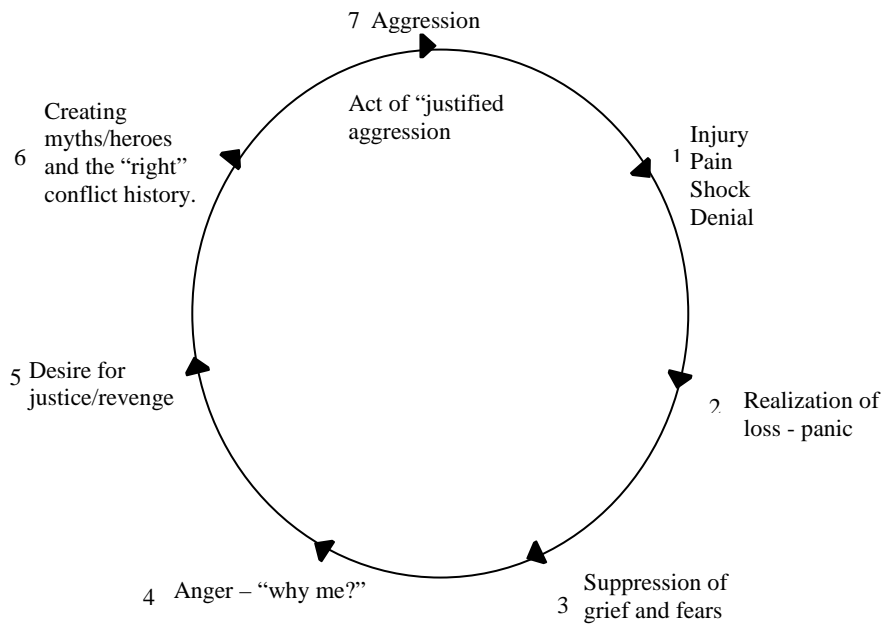 7 Aggression
Act of “justified
aggression
1 Injury
Pain
Shock
Denial
2 Realization of
loss - panic
3 Suppression of
grief and fears
4 Anger – “why me?”
5 Desire for
justice/revenge
6 Creating
myths/heroes
and the “right”
conflict history.